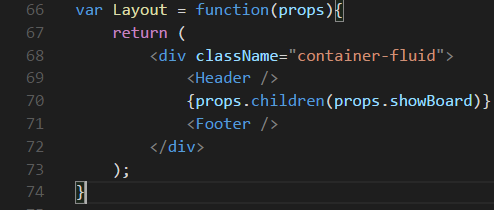 66 var Layout = function(props){
67     return (
68         <div className="container-fluid">
69             <Header />
70             {props.children(props.showBoard)}
71             <Footer />
72         </div>
73     );
74 }